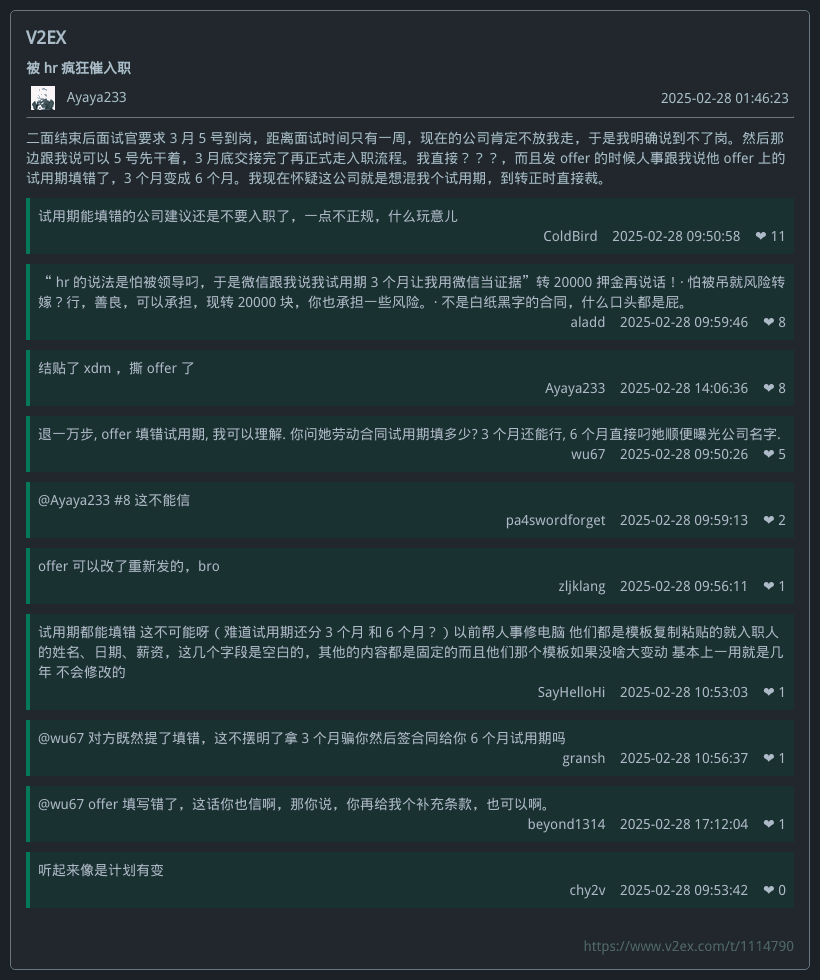 V2EX
被 hr 疯狂催入职
Ayaya233 2025-02-28 01:46:23
二面结束后面试官要求 3 月 5 号到岗，距离面试时间只有一周，现在的公司肯定不放我走，于是我明确说到不了岗。然后那
边跟我说可以 5 号先干着，3 月底交接完了再正式走入职流程。我直接？？？，而且发 offer 的时候人事跟我说他 offer 上的
试用期填错了，3 个月变成 6 个月。我现在怀疑这公司就是想混我个试用期，到转正时直接裁。
试用期能填错的公司建议还是不要入职了，一点不正规，什么玩意儿
ColdBird 2025-02-28 09:50:58 ❤ 11
“ hr 的说法是怕被领导叼，于是微信跟我说我试用期 3 个月让我用微信当证据”转 20000 押金再说话！· 怕被吊就风险转
嫁？行，善良，可以承担，现转 20000 块，你也承担一些风险。· 不是白纸黑字的合同，什么口头都是屁。
aladd 2025-02-28 09:59:46 ❤ 8
结贴了 xdm ，撕 offer 了
Ayaya233 2025-02-28 14:06:36 ❤ 8
退一万步, offer 填错试用期, 我可以理解. 你问她劳动合同试用期填多少? 3 个月还能行, 6 个月直接叼她顺便曝光公司名字.
wu67 2025-02-28 09:50:26 ❤ 5
@Ayaya233 #8 这不能信
pa4swordforget 2025-02-28 09:59:13 ❤ 2
offer 可以改了重新发的，bro
zljklang 2025-02-28 09:56:11 ❤ 1
试用期都能填错 这不可能呀（ 难道试用期还分 3 个月 和 6 个月？）以前帮人事修电脑 他们都是模板复制粘贴的就入职人
的姓名、日期、薪资，这几个字段是空白的，其他的内容都是固定的而且他们那个模板如果没啥大变动 基本上一用就是几
年 不会修改的
SayHelloHi 2025-02-28 10:53:03 ❤ 1
@wu67 对方既然提了填错，这不摆明了拿 3 个月骗你然后签合同给你 6 个月试用期吗
gransh 2025-02-28 10:56:37 ❤ 1
@wu67 offer 填写错了，这话你也信啊，那你说，你再给我个补充条款，也可以啊。
beyond1314 2025-02-28 17:12:04 ❤ 1
听起来像是计划有变
chy2v 2025-02-28 09:53:42 ❤ 0
https://www.v2ex.com/t/1114790